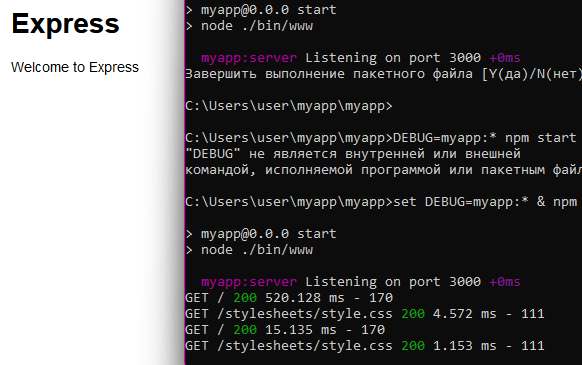 Express
Welcome to Express
> myapp@0.0.0 start
> node ./bin/www
myapp:server Listening on port 3000 +0ms
Завершить выполнение пакетного файла [Y(да)/N(нет)
C:\Users\user\myapp\myapp>
C:\Users\user\myapp\myapp>DEBUG=myapp:* npm start
"DEBUG" не является внутренней или внешней
командой, исполняемой программой или пакетным
C:\Users\user\myapp\myapp>set DEBUG=myapp:* & npm
> myapp@0.0.0 start
> node ./bin/www
myapp:server Listening on port 3000 +0ms
GET / 200 520.128 ms - 170
GET /stylesheets/style.css 200 4.572 ms - 111
GET / 200 15.135 ms - 170
GET /stylesheets/style.css 200 1.153 ms - 111